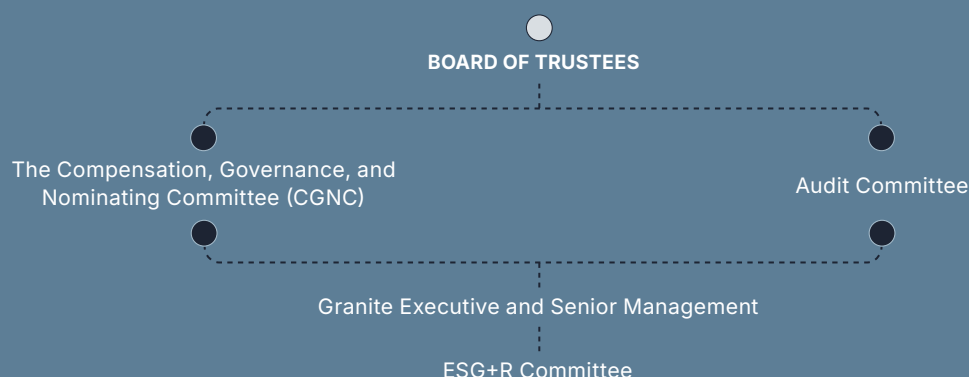 BOARD OF TRUSTEES
The Compensation, Governance, and
Nominating Committee (CGNC)
Audit Committee
Granite Executive and Senior Management
ESG+R Committee